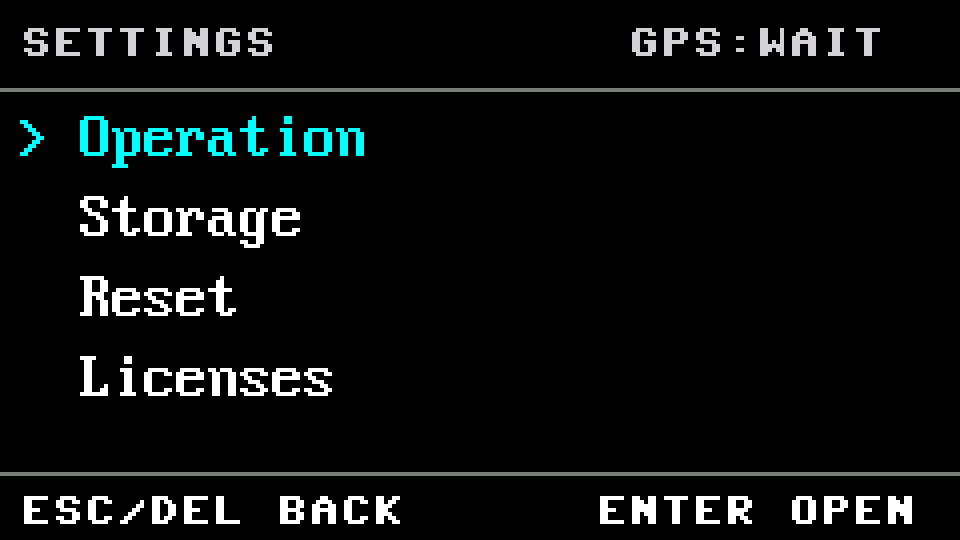 SETTINGS GPS:WAIT
> Operation
Storage
Reset
Licenses
ESC/DEL BACK ENTER OPEN